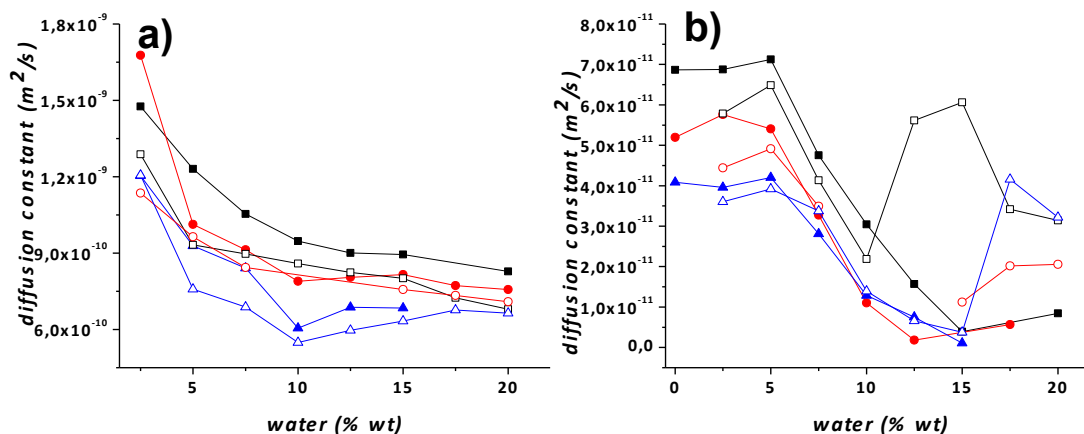 a)
diffusion constant (m²/s)
1,8x10⁻⁹
1,5x10⁻⁹
1,2x10⁻⁹
9,0x10⁻¹⁰
6,0x10⁻¹⁰
5 10 15 20
water (% wt)
b)
diffusion constant (m²/s)
8,0x10⁻¹¹
7,0x10⁻¹¹
6,0x10⁻¹¹
5,0x10⁻¹¹
4,0x10⁻¹¹
3,0x10⁻¹¹
2,0x10⁻¹¹
1,0x10⁻¹¹
0,0
0 5 10 15 20
water (% wt)